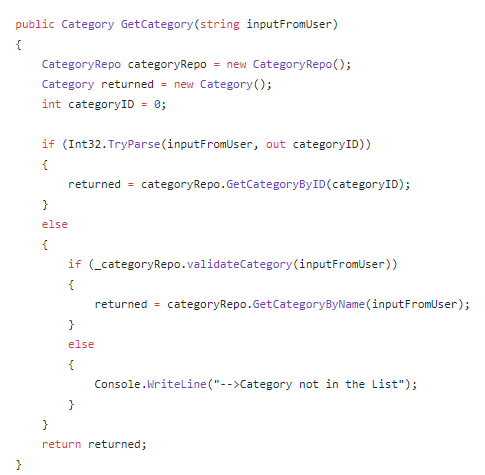 public Category GetCategory(string inputFromUser)
{
    CategoryRepo categoryRepo = new CategoryRepo();
    Category returned = new Category();
    int categoryID = 0;

    if (Int32.TryParse(inputFromUser, out categoryID))
    {
        returned = categoryRepo.GetCategoryByID(categoryID);
    }
    else
    {
        if (_categoryRepo.validateCategory(inputFromUser))
        {
            returned = categoryRepo.GetCategoryByName(inputFromUser);
        }
        else
        {
            Console.WriteLine("-->Category not in the List");
        }
    }
    return returned;
}